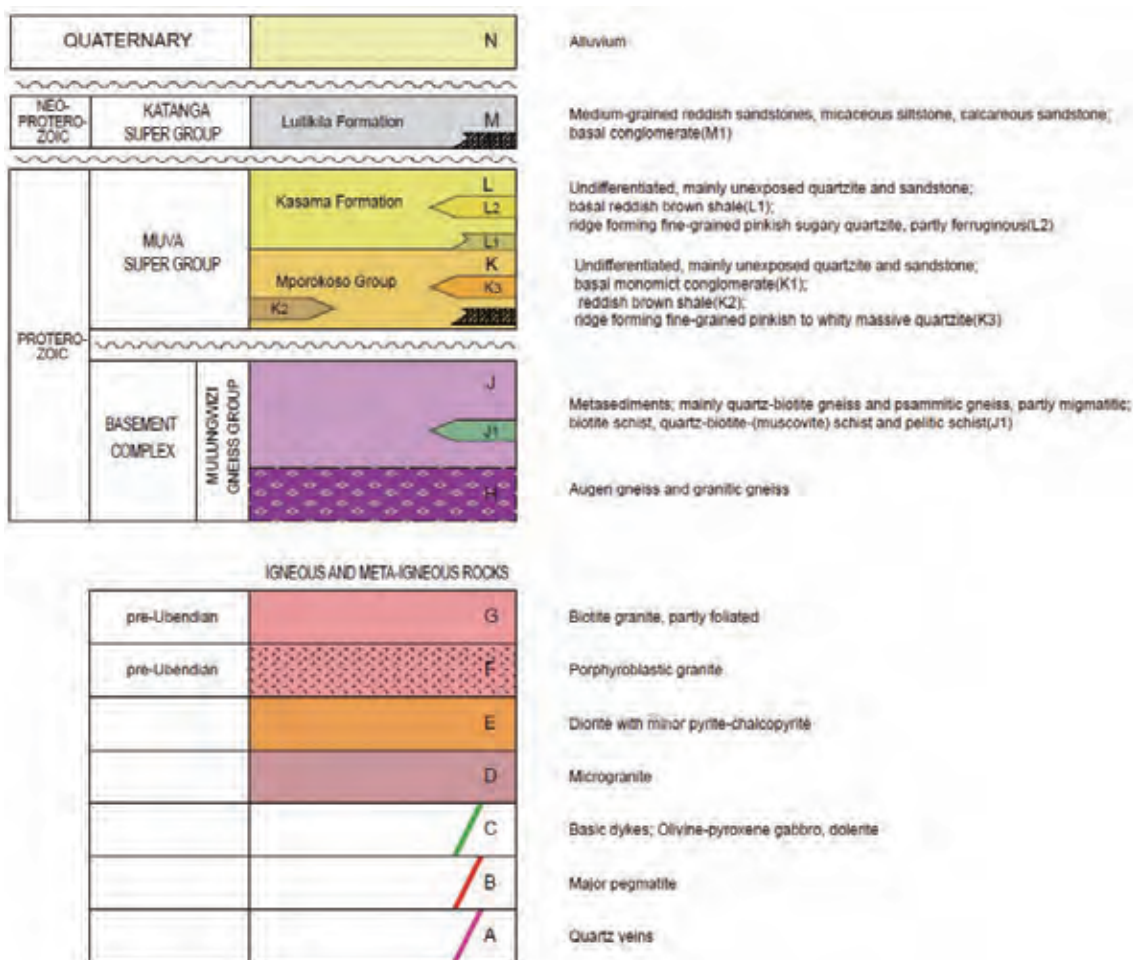 QUATERNARY
N
Alluvium
NEO-
PROTERO-
ZOIC
KATANGA
SUPER GROUP
Luitikila Formation
M
Medium-grained reddish sandstones, micaceous siltstone, calcareous sandstone;
basal conglomerate(M1)
PROTERO-
ZOIC
MUVA
SUPER GROUP
Kasama Formation
L
L2
L1
Undifferentiated, mainly unexposed quartzite and sandstone;
basal reddish brown shale(L1);
ridge forming fine-grained pinkish sugary quartzite, partly ferruginous(L2)
Mporokoso Group
K
K3
K2
Undifferentiated, mainly unexposed quartzite and sandstone;
basal monomict conglomerate(K1);
reddish brown shale(K2);
ridge forming fine-grained pinkish to whity massive quartzite(K3)
BASEMENT
COMPLEX
MULUNGWIZI
GNEISS GROUP
J
J1
Metasediments; mainly quartz-biotite gneiss and psammitic gneiss, partly migmatitic;
biotite schist, quartz-biotite-(muscovite) schist and pelitic schist(J1)
H
Augen gneiss and granitic gneiss
IGNEOUS AND META-IGNEOUS ROCKS
pre-Ubendian
G
Biotite granite, partly foliated
pre-Ubendian
F
Porphyroblastic granite
E
Diorite with minor pyrite-chalcopyrite
D
Microgranite
C
Basic dykes; Olivine-pyroxene gabbro, dolerite
B
Major pegmatite
A
Quartz veins